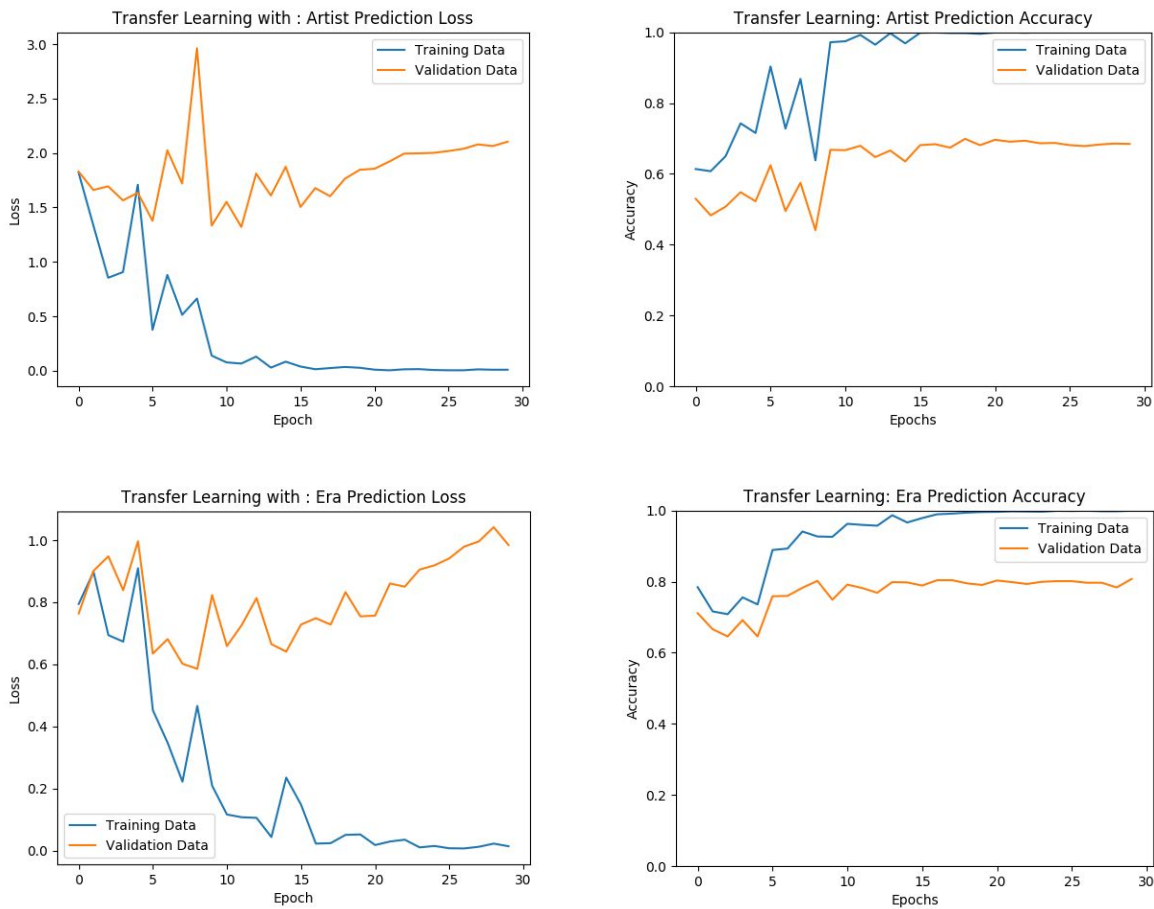 Transfer Learning with : Artist Prediction Loss
3.0
2.5
2.0
1.5
1.0
0.5
0.0
Loss
Training Data
Validation Data
0 5 10 15 20 25 30
Epoch
Transfer Learning: Artist Prediction Accuracy
1.0
0.8
0.6
0.4
0.2
0.0
Accuracy
Training Data
Validation Data
0 5 10 15 20 25 30
Epochs
Transfer Learning with : Era Prediction Loss
1.0
0.8
0.6
0.4
0.2
0.0
Loss
Training Data
Validation Data
0 5 10 15 20 25 30
Epoch
Transfer Learning: Era Prediction Accuracy
1.0
0.8
0.6
0.4
0.2
0.0
Accuracy
Training Data
Validation Data
0 5 10 15 20 25 30
Epochs